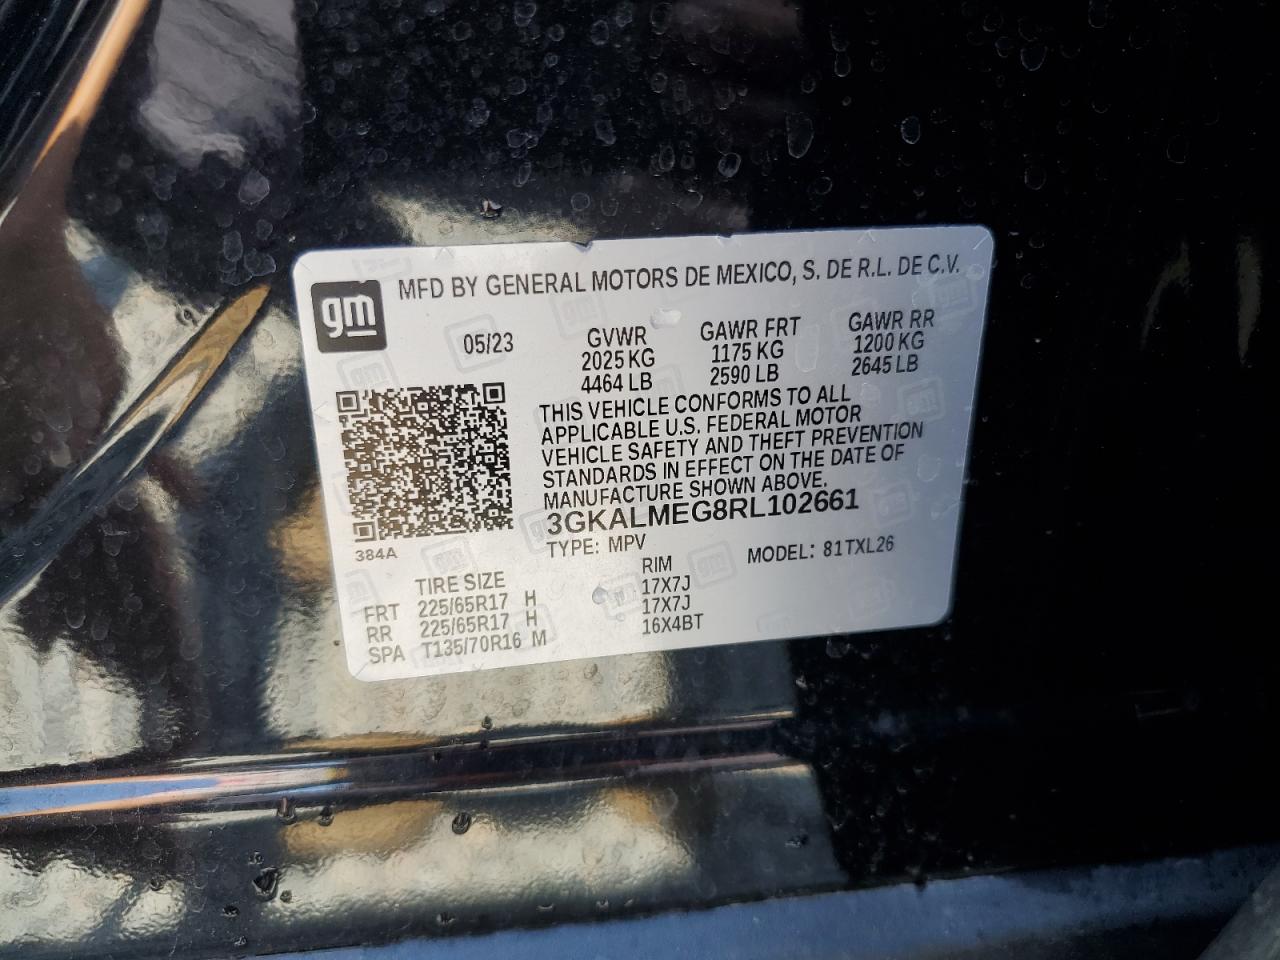 gm
MFD BY GENERAL MOTORS DE MEXICO, S. DE R.L. DE C.V.
05/23
GVWR GAWR FRT GAWR RR
2025 KG 1175 KG 1200 KG
4464 LB 2590 LB 2645 LB
THIS VEHICLE CONFORMS TO ALL
APPLICABLE U.S. FEDERAL MOTOR
VEHICLE SAFETY AND THEFT PREVENTION
STANDARDS IN EFFECT ON THE DATE OF
MANUFACTURE SHOWN ABOVE.
3GKALMEG8RL102661
384A
TYPE: MPV MODEL: 81TXL26
TIRE SIZE RIM
FRT 225/65R17 H 17X7J
RR 225/65R17 H 17X7J
SPA T135/70R16 M 16X4BT